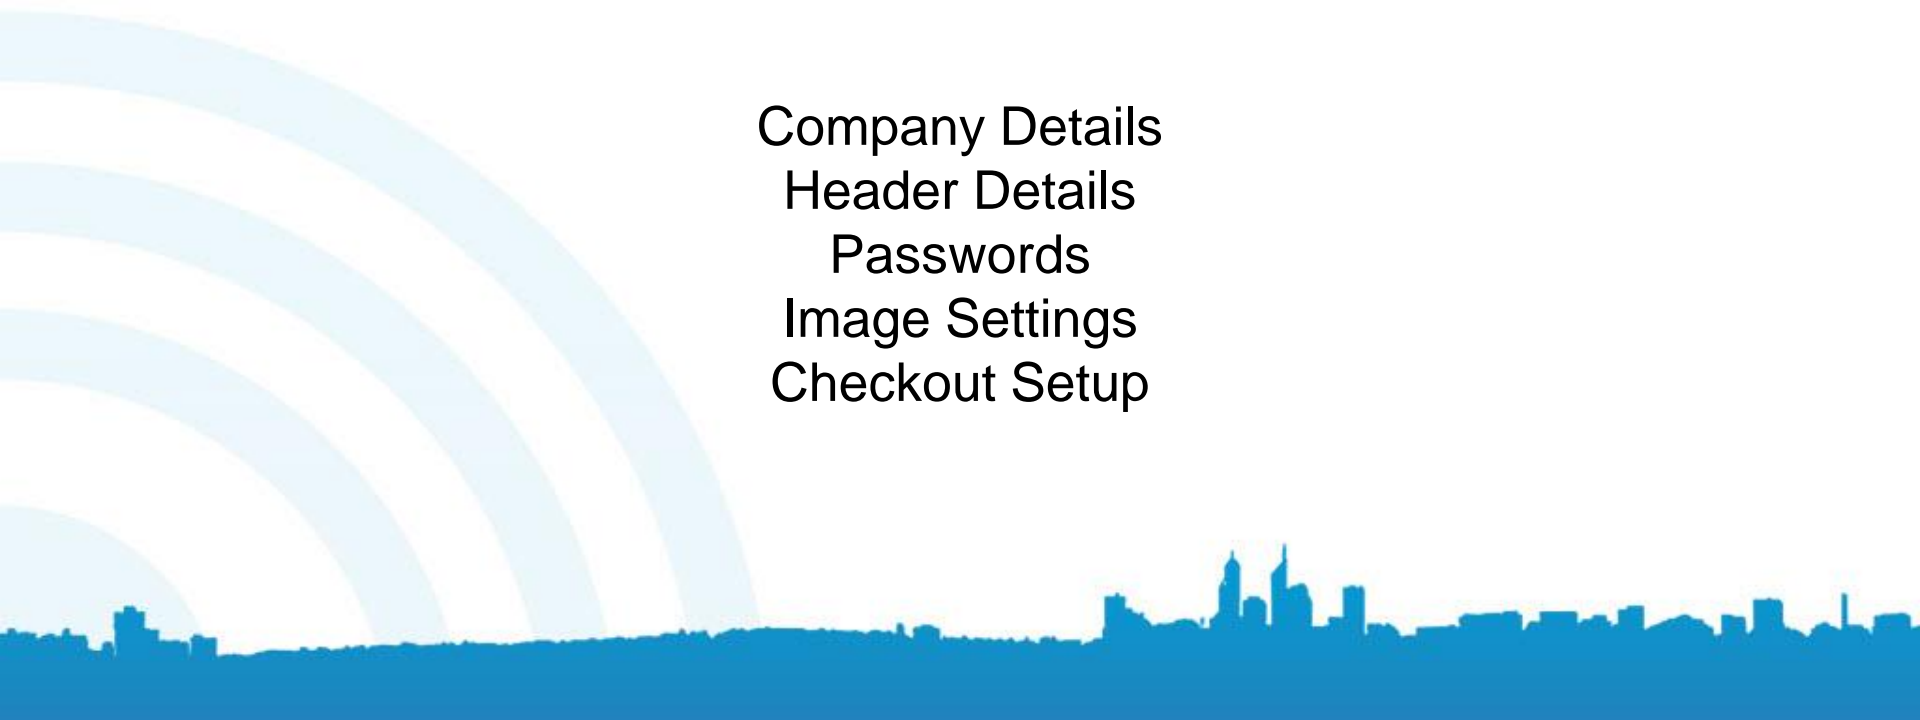 Company Details
Header Details
Passwords
Image Settings
Checkout Setup